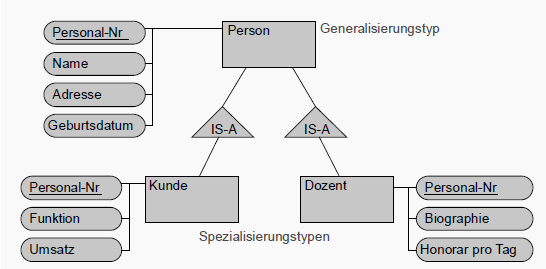 Personal-Nr
Person
Generalisierungstyp
Name
Adresse
Geburtsdatum
IS-A
IS-A
Personal-Nr
Kunde
Dozent
Personal-Nr
Funktion
Biographie
Spezialisierungstypen
Umsatz
Honorar pro Tag